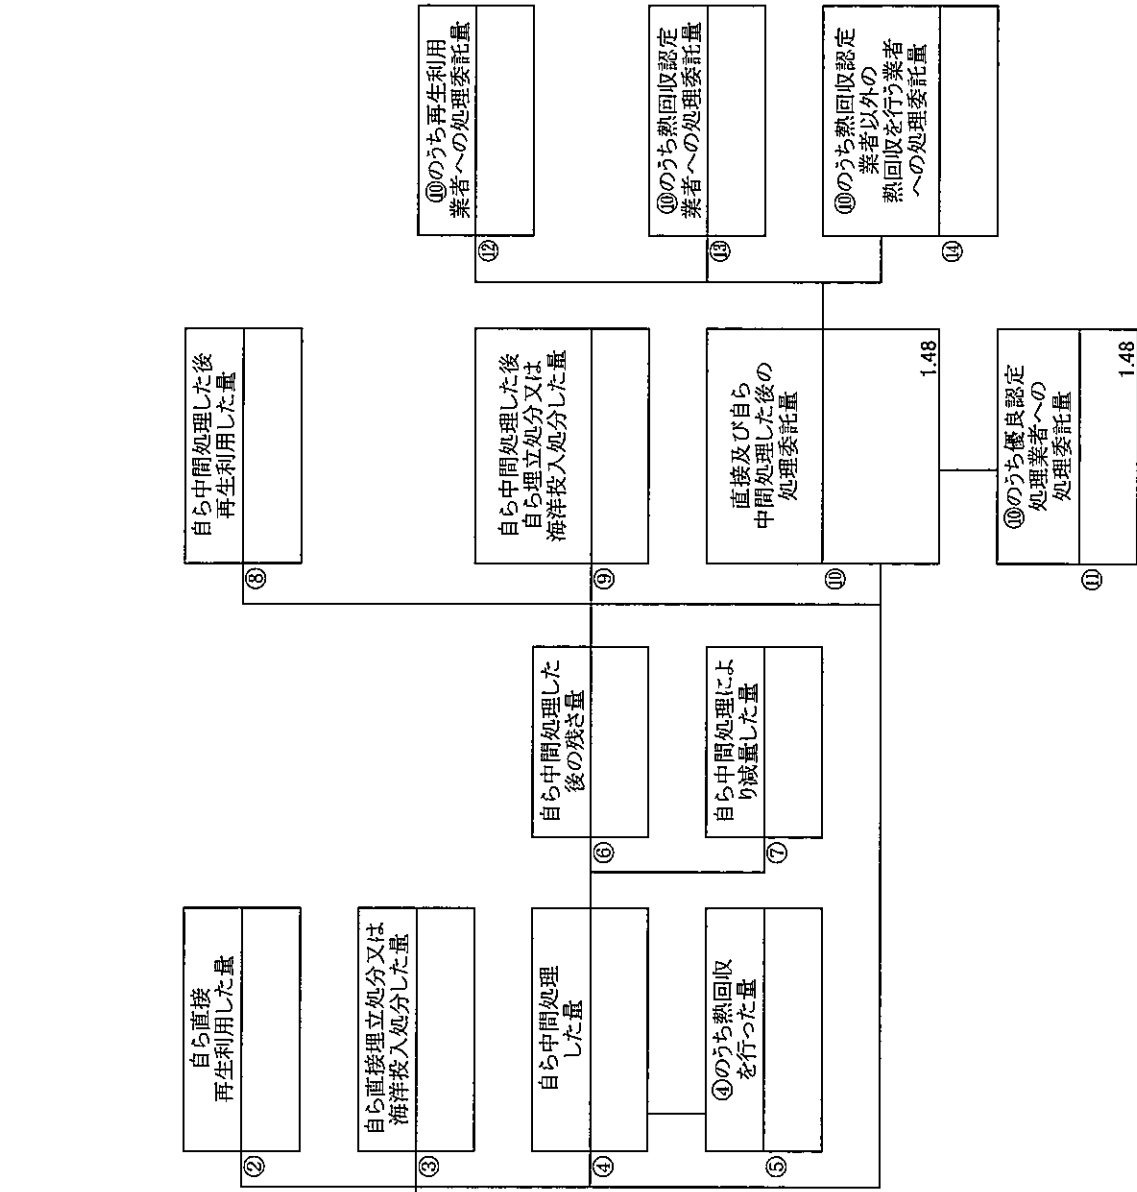 ②
自ら直接
再生利用した量
③
自ら直接埋立処分又は
海洋投入処分した量
④
自ら中間処理
した量
⑤
④のうち熱回収
を行った量
⑥
自ら中間処理した
後の残さ量
⑦
自ら中間処理によ
り減量した量
⑧
自ら中間処理した後
再生利用した量
⑨
自ら中間処理した後
自ら埋立処分又は
海洋投入処分した量
⑩
直接及び自ら
中間処理した後の
処理委託量
1.48
⑪
⑩のうち優良認定
処理業者への
処理委託量
1.48
⑫
⑩のうち再生利用
業者への処理委託量
⑬
⑩のうち熱回収認定
業者への処理委託量
⑭
⑩のうち熱回収認定
業者以外の
熱回収を行う業者
への処理委託量